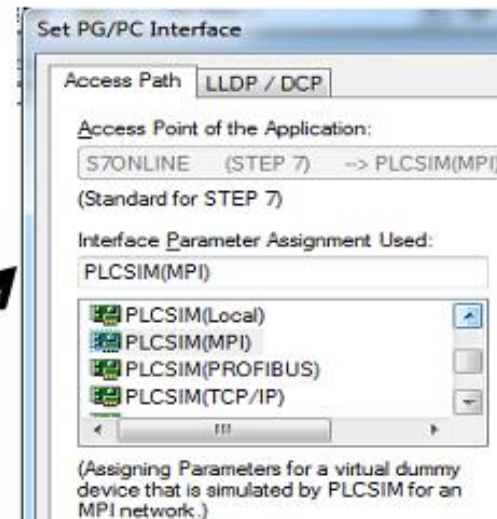 Set PG/PC Interface
Access Path
LLDP / DCP
Access Point of the Application:
S7ONLINE (STEP 7) --> PLCSIM(MPI)
(Standard for STEP 7)
Interface Parameter Assignment Used:
PLCSIM(MPI)
PLCSIM(Local)
PLCSIM(MPI)
PLCSIM(PROFIBUS)
PLCSIM(TCP/IP)
(Assigning Parameters for a virtual dummy
device that is simulated by PLCSIM for an
MPI network.)